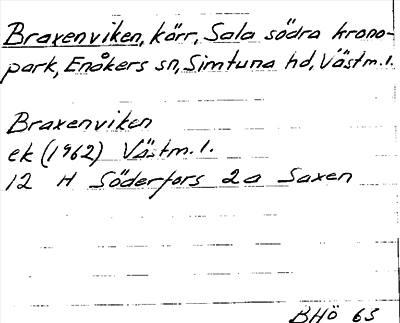 Braxenviken, kärr, Sala södra krono-
park, Enåkers sn, Simtuna hd, Västm. l.
Braxenviken
ek (1962) Västm. l.
12 H Söderfors 2a Saxen
BHÖ 65